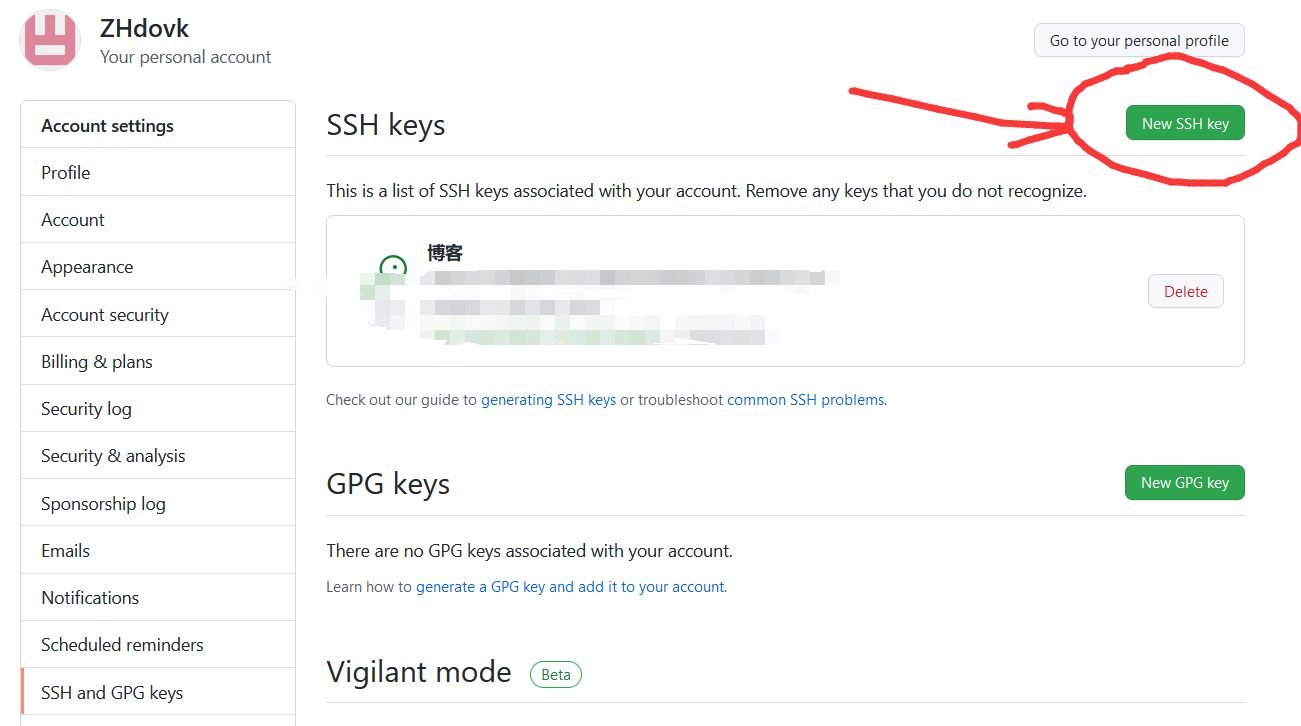 ZHdovk
Your personal account
Go to your personal profile
Account settings
Profile
Account
Appearance
Account security
Billing & plans
Security log
Security & analysis
Sponsorship log
Emails
Notifications
Scheduled reminders
SSH and GPG keys
SSH keys
New SSH key
This is a list of SSH keys associated with your account. Remove any keys that you do not recognize.
博客
Delete
Check out our guide to generating SSH keys or troubleshoot common SSH problems.
GPG keys
New GPG key
There are no GPG keys associated with your account.
Learn how to generate a GPG key and add it to your account.
Vigilant mode Beta